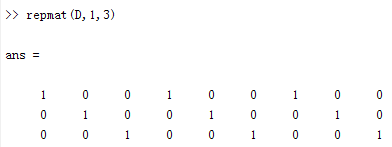 >> repmat(D,1,3)
ans =
1 0 0 1 0 0 1 0 0
0 1 0 0 1 0 0 1 0
0 0 1 0 0 1 0 0 1